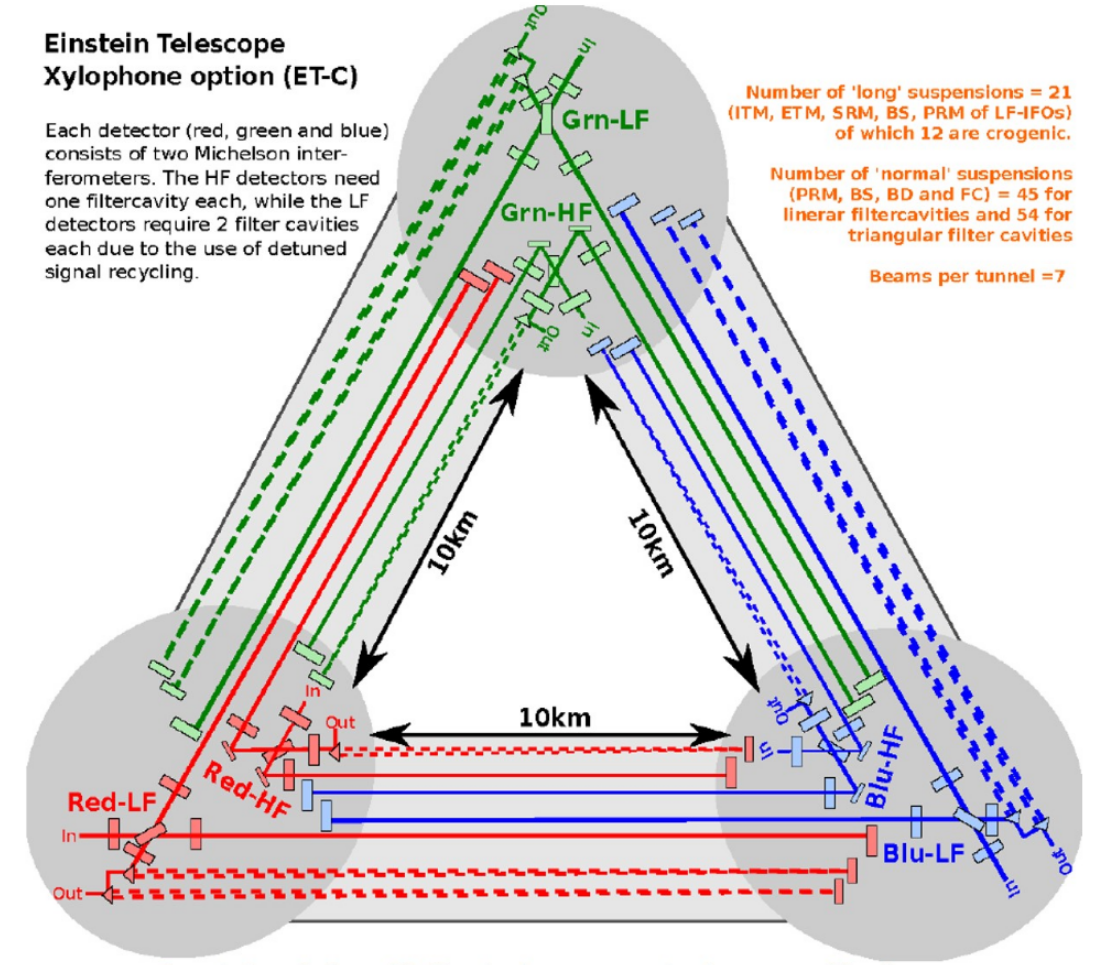 Einstein Telescope
Xylophone option (ET-C)
Each detector (red, green and blue)
consists of two Michelson inter-
ferometers. The HF detectors need
one filtercavity each, while the LF
detectors require 2 filter cavities
each due to the use of detuned
signal recycling.
Number of 'long' suspensions = 21
(ITM, ETM, SRM, BS, PRM of LF-IFOs)
of which 12 are crogenic.
Number of 'normal' suspensions
(PRM, BS, BD and FC) = 45 for
linerar filtercavities and 54 for
triangular filter cavities
Beams per tunnel =7
Out
In
Grn-LF
Grn-HF
In
Out
10km
10km
10km
In
Out
Red-HF
Red-LF
In
Out
Out
In
Blu-HF
Blu-LF
Out
In